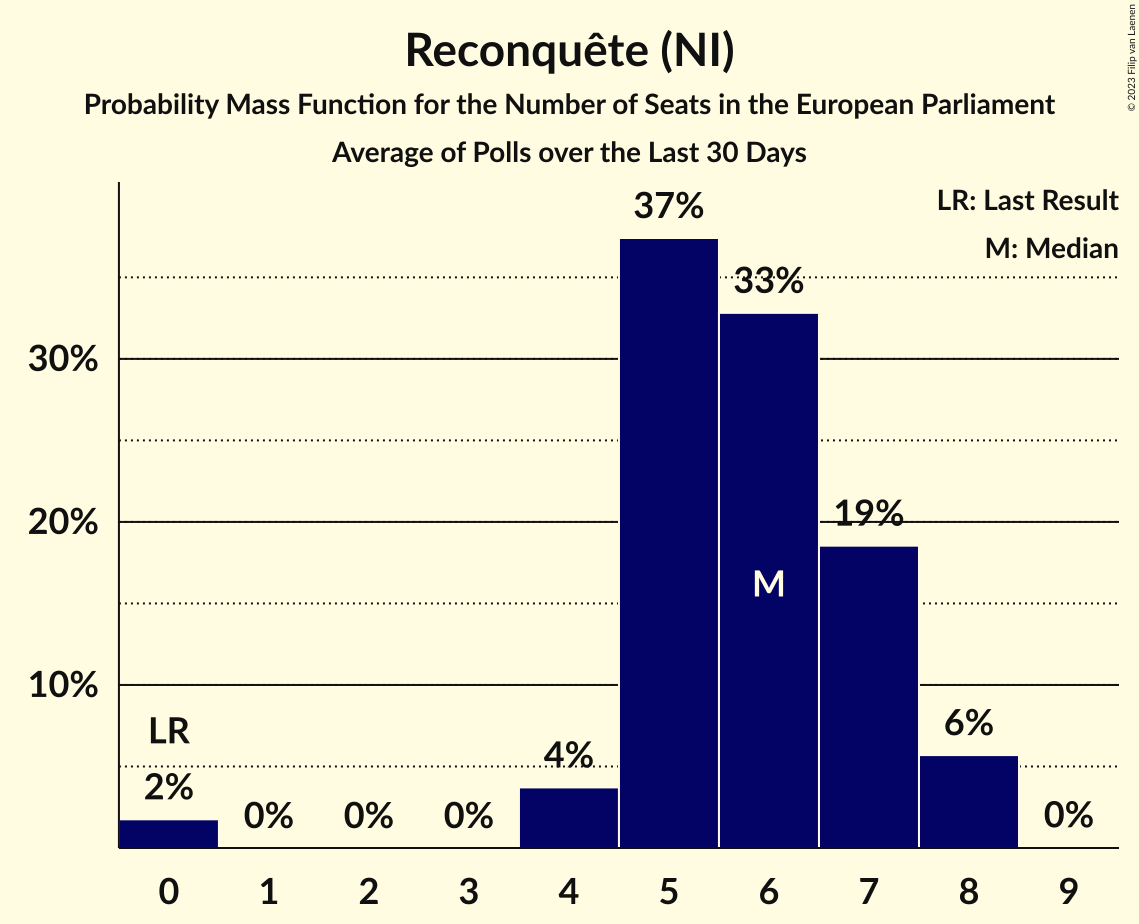 Reconquête (NI)
Probability Mass Function for the Number of Seats in the European Parliament
Average of Polls over the Last 30 Days
© 2023 Filip van Laenen
LR: Last Result
M: Median
37%
33%
30%
19%
20%
M
10%
LR
2%
0%
0%
0%
4%
6%
0%
0 1 2 3 4 5 6 7 8 9